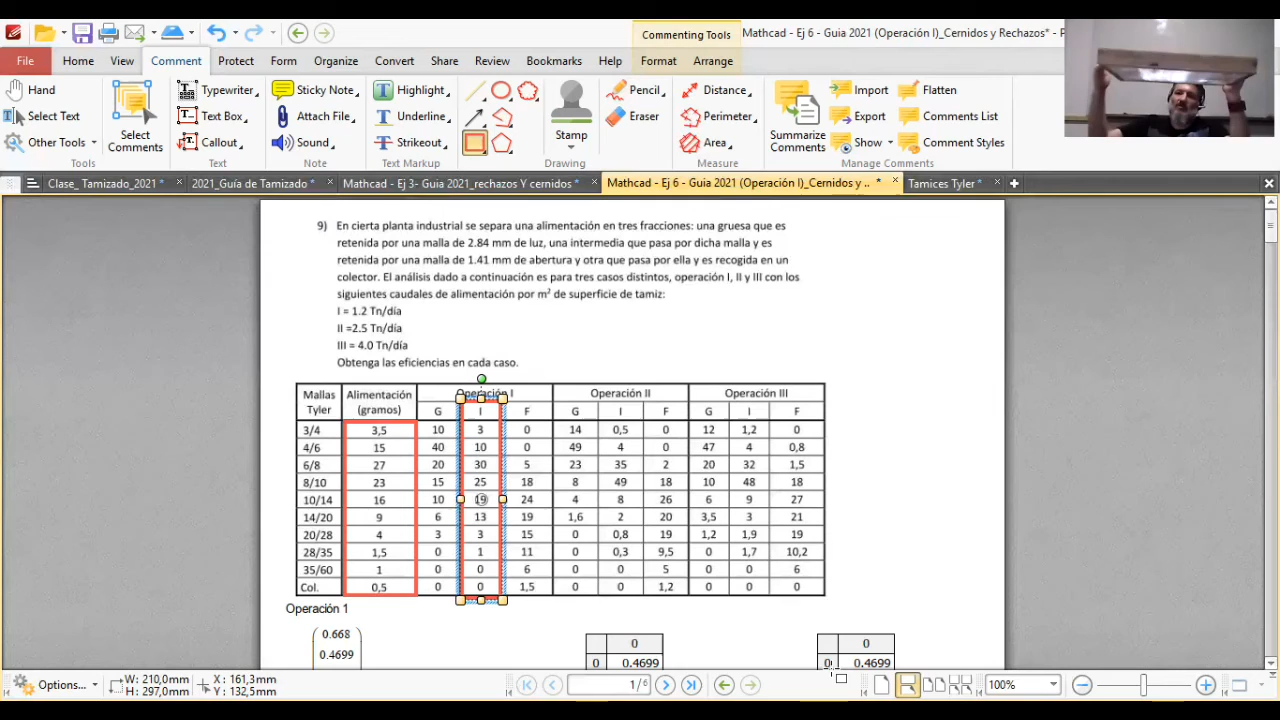 Commenting Tools
Mathcad - Ej 6 - Guia 2021 (Operación I)_Cernidos y Rechazos* - P
File Home View Comment Protect Form Organize Convert Share Review Bookmarks Help Format Arrange
Hand
Select Text
Other Tools
Tools
Select Comments
Typewriter
Text Box
Callout
Text
Sticky Note
Attach File
Sound
Note
Highlight
Underline
Strikeout
Text Markup
Pencil
Eraser
Drawing
Stamp
Distance
Perimeter
Area
Measure
Summarize Comments
Import
Export
Show
Flatten
Comments List
Comment Styles
Manage Comments
Clase_ Tamizado_2021 *
2021_Guía de Tamizado *
Mathcad - Ej 3- Guia 2021_rechazos Y cernidos *
Mathcad - Ej 6 - Guia 2021 (Operación I)_Cernidos y .. *
Tamices Tyler *
9) En cierta planta industrial se separa una alimentación en tres fracciones: una gruesa que es
retenida por una malla de 2.84 mm de luz, una intermedia que pasa por dicha malla y es
retenida por una malla de 1.41 mm de abertura y otra que pasa por ella y es recogida en un
colector. El análisis dado a continuación es para tres casos distintos, operación I, II y III con los
siguientes caudales de alimentación por m2 de superficie de tamiz:
I = 1.2 Tn/día
II =2.5 Tn/día
III = 4.0 Tn/día
Obtenga las eficiencias en cada caso.
Mallas Tyler Alimentación (gramos) Operación I Operación II Operación III
G I F G I F G I F
3/4 3,5 10 3 0 14 0,5 0 12 1,2 0
4/6 15 40 10 0 49 4 0 47 4 0,8
6/8 27 20 30 5 23 35 2 20 32 1,5
8/10 23 15 25 18 8 49 18 10 48 18
10/14 16 10 19 24 4 8 26 6 9 27
14/20 9 6 13 19 1,6 2 20 3,5 3 21
20/28 4 3 3 15 0 0,8 19 1,2 1,9 19
28/35 1,5 0 1 11 0 0,3 9,5 0 1,7 10,2
35/60 1 0 0 6 0 0 5 0 0 6
Col. 0,5 0 0 1,5 0 0 1,2 0 0 0
Operación 1
0.668
0.4699
0
0 0.4699
0
0 0.4699
Options...
W: 210,0mm
H: 297,0mm
X: 161,3mm
Y: 132,5mm
1/6
100%